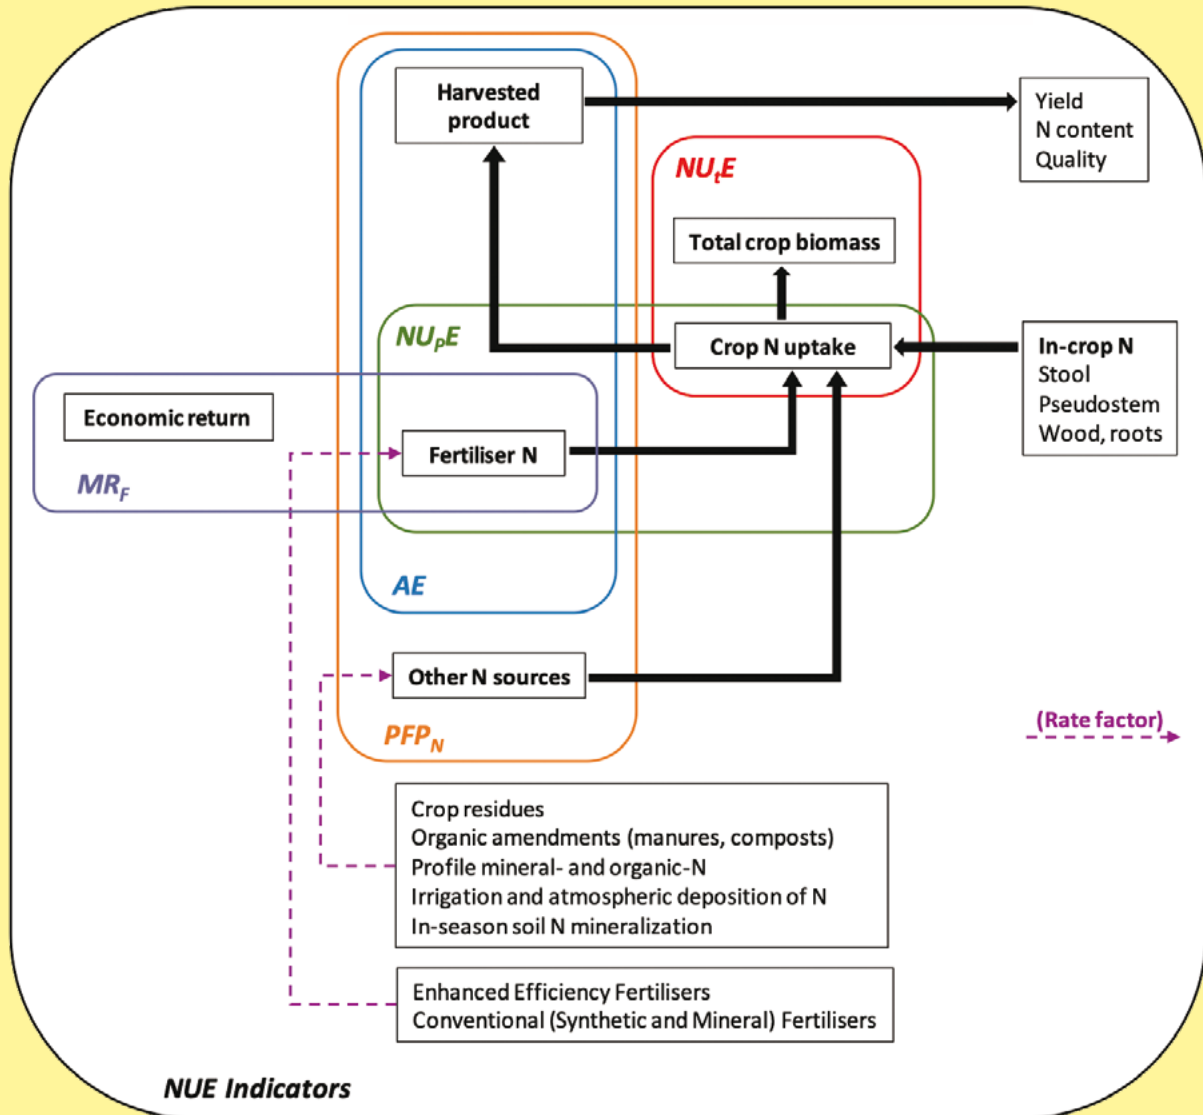 Harvested
product
Yield
N content
Quality
NUtE
Total crop biomass
NUPE
Crop N uptake
In-crop N
Stool
Pseudostem
Wood, roots
Economic return
Fertiliser N
MRF
AE
Other N sources
PFPN
(Rate factor)
Crop residues
Organic amendments (manures, composts)
Profile mineral- and organic-N
Irrigation and atmospheric deposition of N
In-season soil N mineralization
Enhanced Efficiency Fertilisers
Conventional (Synthetic and Mineral) Fertilisers
NUE Indicators